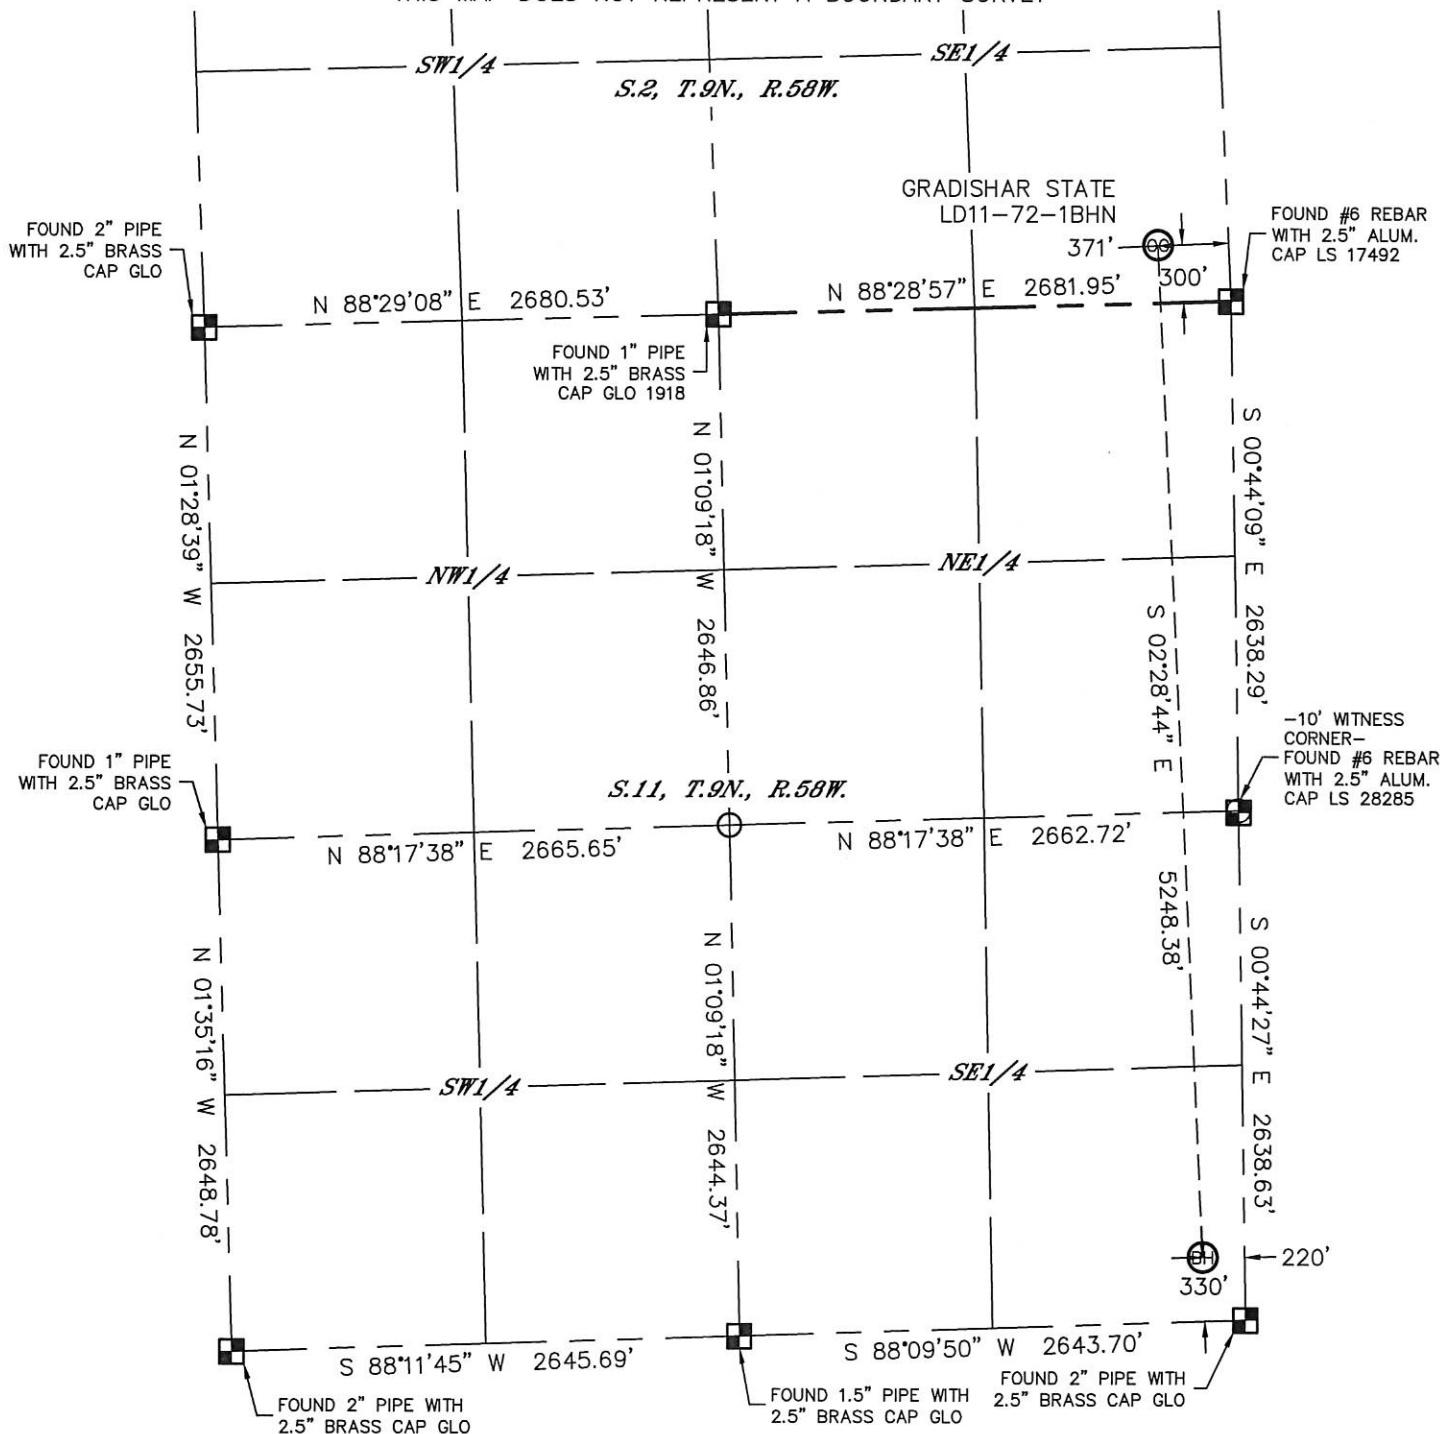 THIS MAP DOES NOT REPRESENT A BOUNDARY SURVEY
SW1/4
SE1/4
S.2, T.9N., R.58W.
GRADISHAR STATE
LD11-72-1BHN
371'
OG
300'
FOUND #6 REBAR
WITH 2.5" ALUM.
CAP LS 17492
FOUND 2" PIPE
WITH 2.5" BRASS
CAP GLO
N 88°29'08" E 2680.53'
N 88°28'57" E 2681.95'
FOUND 1" PIPE
WITH 2.5" BRASS
CAP GLO 1918
N 01°28'39" W 2655.73'
N 01°09'18" W 2646.86'
S 00°44'09" E 2638.29'
NW1/4
NE1/4
S 02°28'44" E 5248.38'
FOUND 1" PIPE
WITH 2.5" BRASS
CAP GLO
S.11, T.9N., R.58W.
-10' WITNESS
CORNER-
FOUND #6 REBAR
WITH 2.5" ALUM.
CAP LS 28285
N 88°17'38" E 2665.65'
N 88°17'38" E 2662.72'
N 01°35'16" W 2648.78'
N 01°09'18" W 2644.37'
S 00°44'27" E 2638.63'
SW1/4
SE1/4
BH
220'
330'
S 88°11'45" W 2645.69'
S 88°09'50" W 2643.70'
FOUND 2" PIPE WITH
2.5" BRASS CAP GLO
FOUND 1.5" PIPE WITH
2.5" BRASS CAP GLO
FOUND 2" PIPE WITH
2.5" BRASS CAP GLO